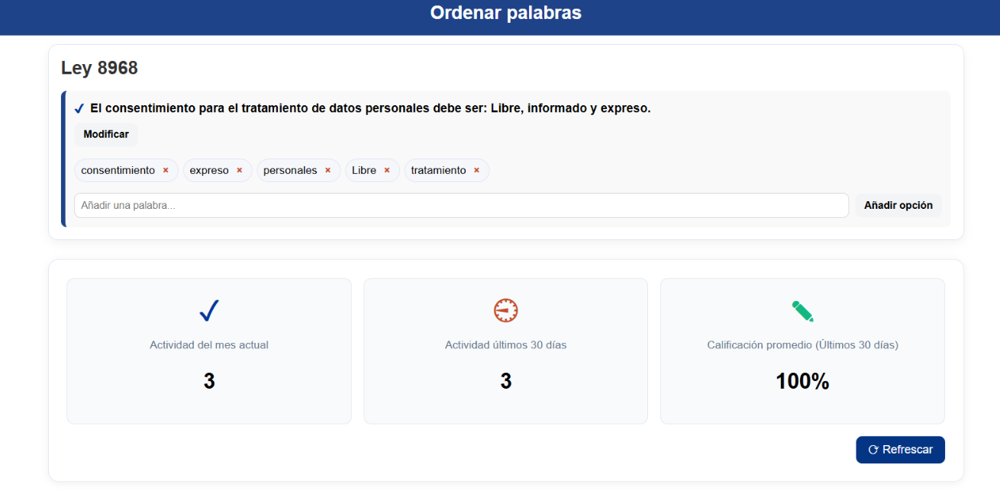 Ordenar palabras
Ley 8968
✓ El consentimiento para el tratamiento de datos personales debe ser: Libre, informado y expreso.
Modificar
consentimiento × expreso × personales × Libre × tratamiento ×
Añadir una palabra... Añadir opción
Actividad del mes actual
3
Actividad últimos 30 días
3
Calificación promedio (Últimos 30 días)
100%
Refrescar